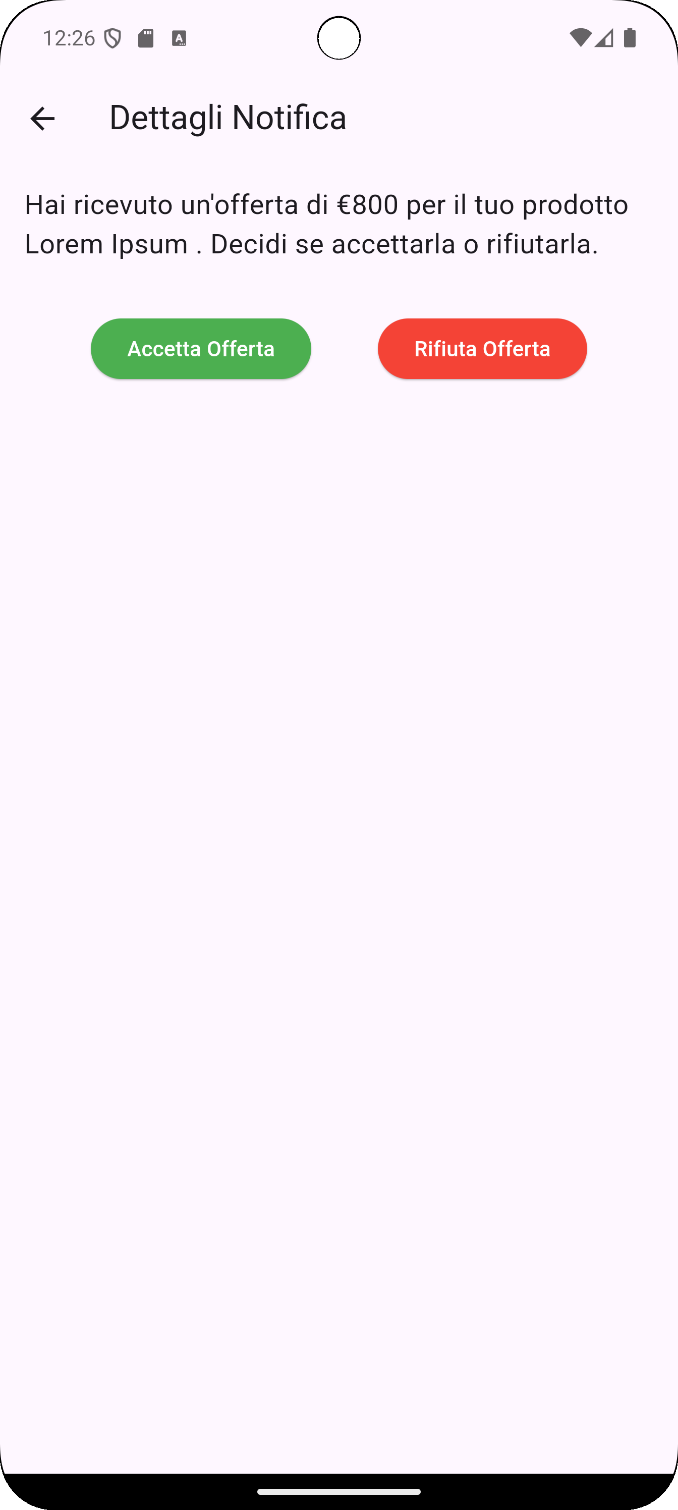 12:26
Dettagli Notifica
Hai ricevuto un'offerta di €800 per il tuo prodotto
Lorem Ipsum . Decidi se accettarla o rifiutarla.
Accetta Offerta
Rifiuta Offerta